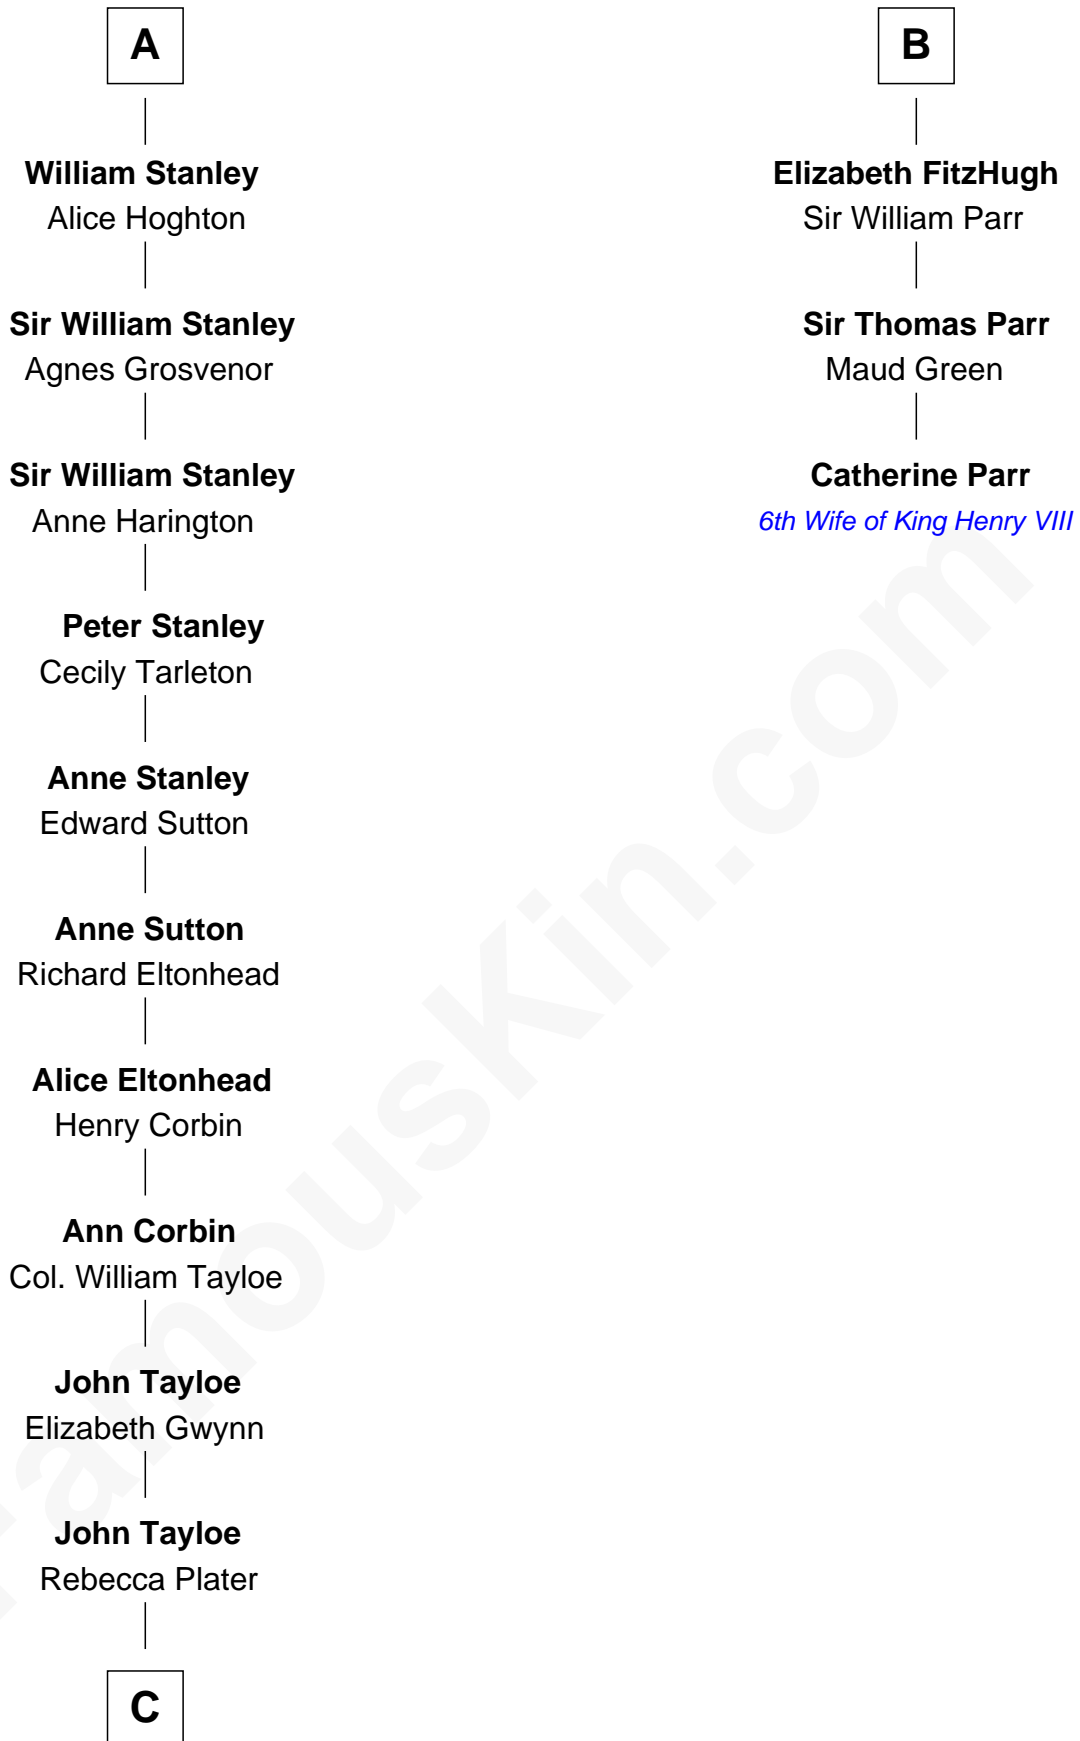 A
William Stanley
Alice Hoghton
Sir William Stanley
Agnes Grosvenor
Sir William Stanley
Anne Harington
Peter Stanley
Cecily Tarleton
Anne Stanley
Edward Sutton
Anne Sutton
Richard Eltonhead
Alice Eltonhead
Henry Corbin
Ann Corbin
Col. William Tayloe
John Tayloe
Elizabeth Gwynn
John Tayloe
Rebecca Plater
C
B
Elizabeth FitzHugh
Sir William Parr
Sir Thomas Parr
Maud Green
Catherine Parr
6th Wife of King Henry VIII
FamousKin.com